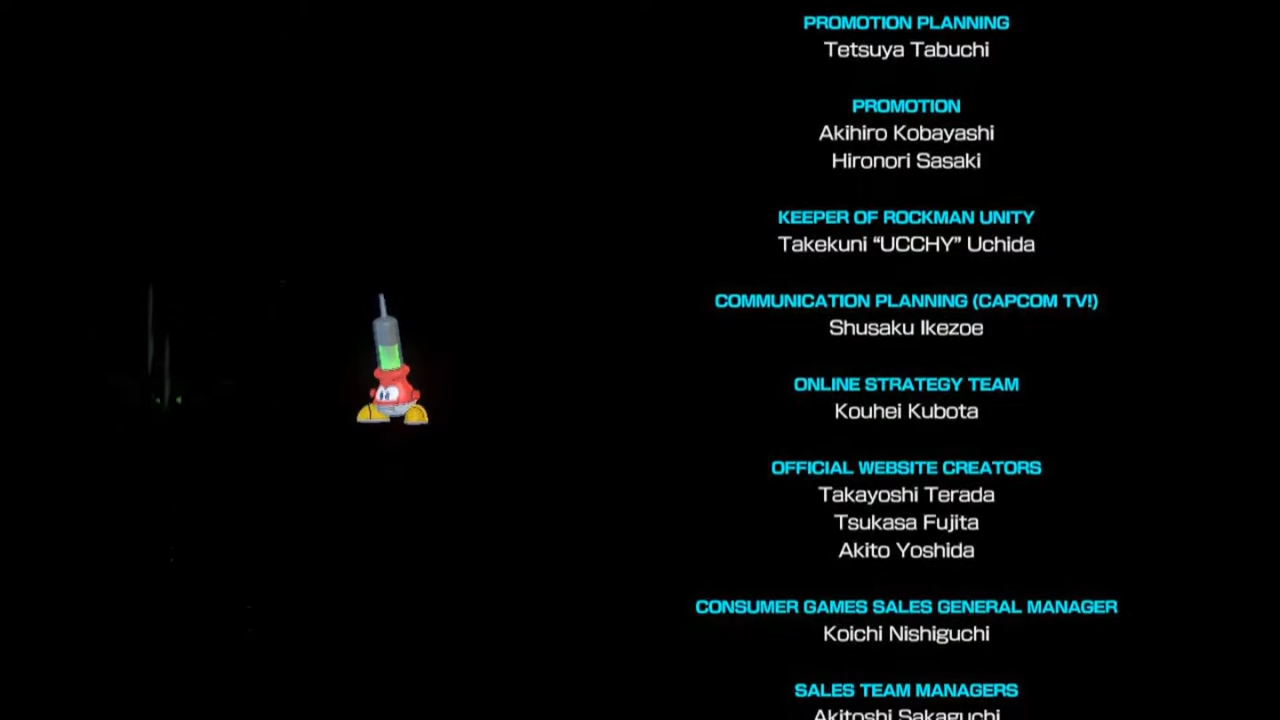 PROMOTION PLANNING
Tetsuya Tabuchi
PROMOTION
Akihiro Kobayashi
Hironori Sasaki
KEEPER OF ROCKMAN UNITY
Takekuni “UCCHY” Uchida
COMMUNICATION PLANNING (CAPCOM TV!)
Shusaku Ikezoe
ONLINE STRATEGY TEAM
Kouhei Kubota
OFFICIAL WEBSITE CREATORS
Takayoshi Terada
Tsukasa Fujita
Akito Yoshida
CONSUMER GAMES SALES GENERAL MANAGER
Koichi Nishiguchi
SALES TEAM MANAGERS
Akitoshi Sakaguchi